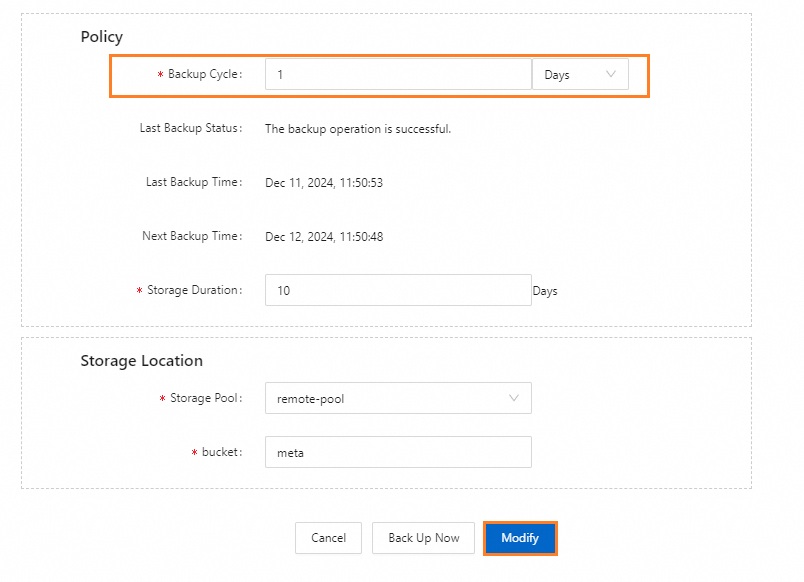 Policy
* Backup Cycle: 1 Days
Last Backup Status: The backup operation is successful.
Last Backup Time: Dec 11, 2024, 11:50:53
Next Backup Time: Dec 12, 2024, 11:50:48
* Storage Duration: 10 Days
Storage Location
* Storage Pool: remote-pool
* bucket: meta
Cancel Back Up Now Modify